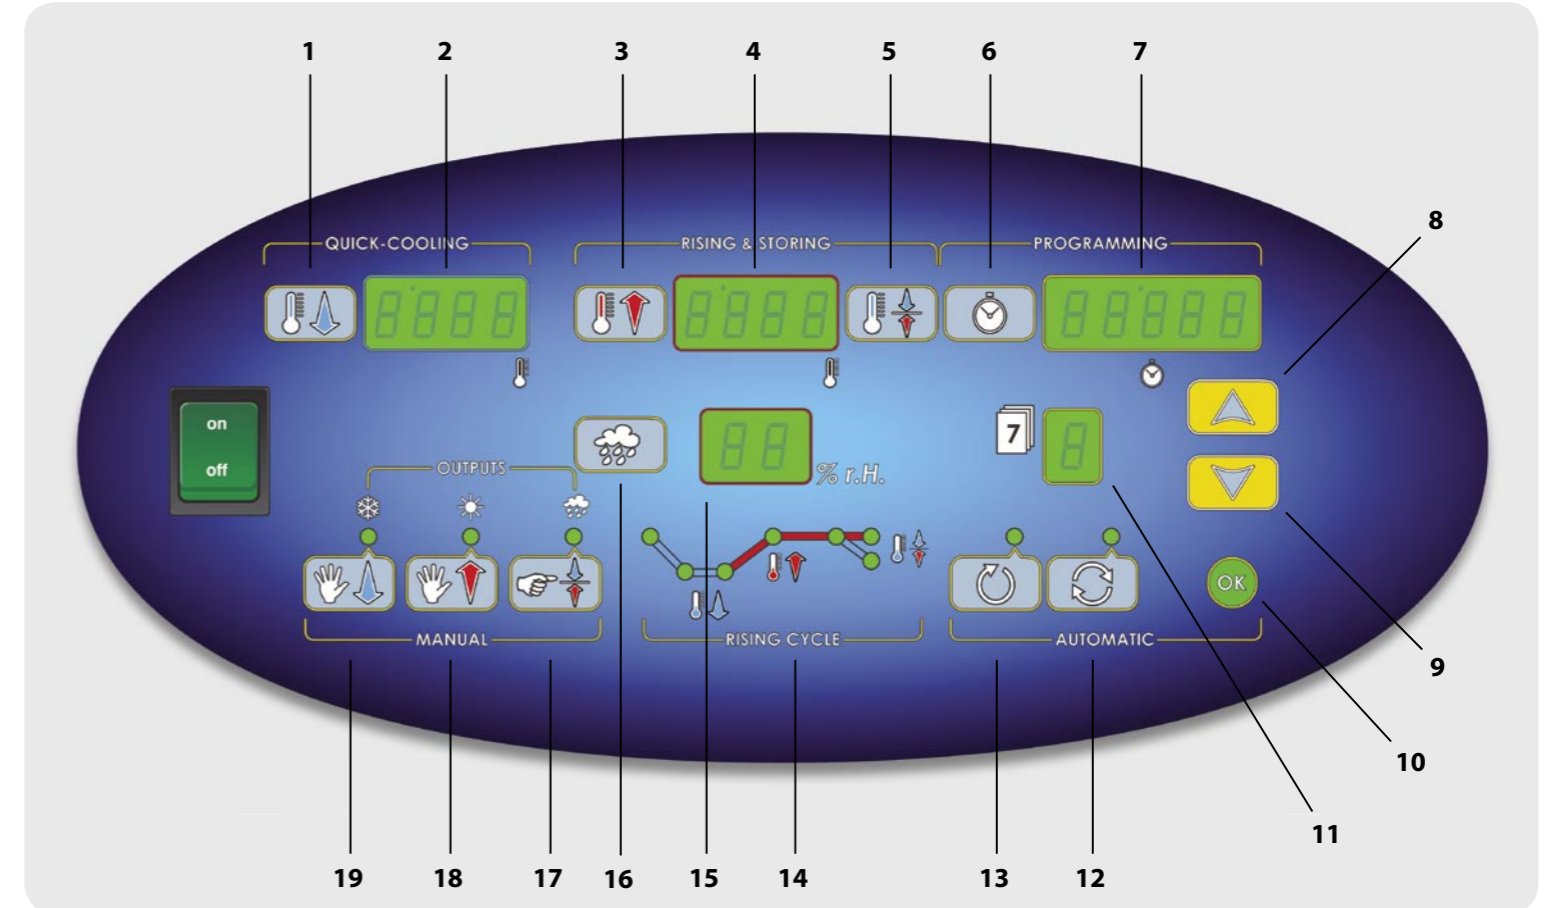 1 2 3 4 5 6 7
8
QUICK-COOLING RISING & STORING PROGRAMMING
on
7
off
OUTPUTS
% r.H.
OK
MANUAL RISING CYCLE AUTOMATIC
9
10
11
19 18 17 16 15 14 13 12